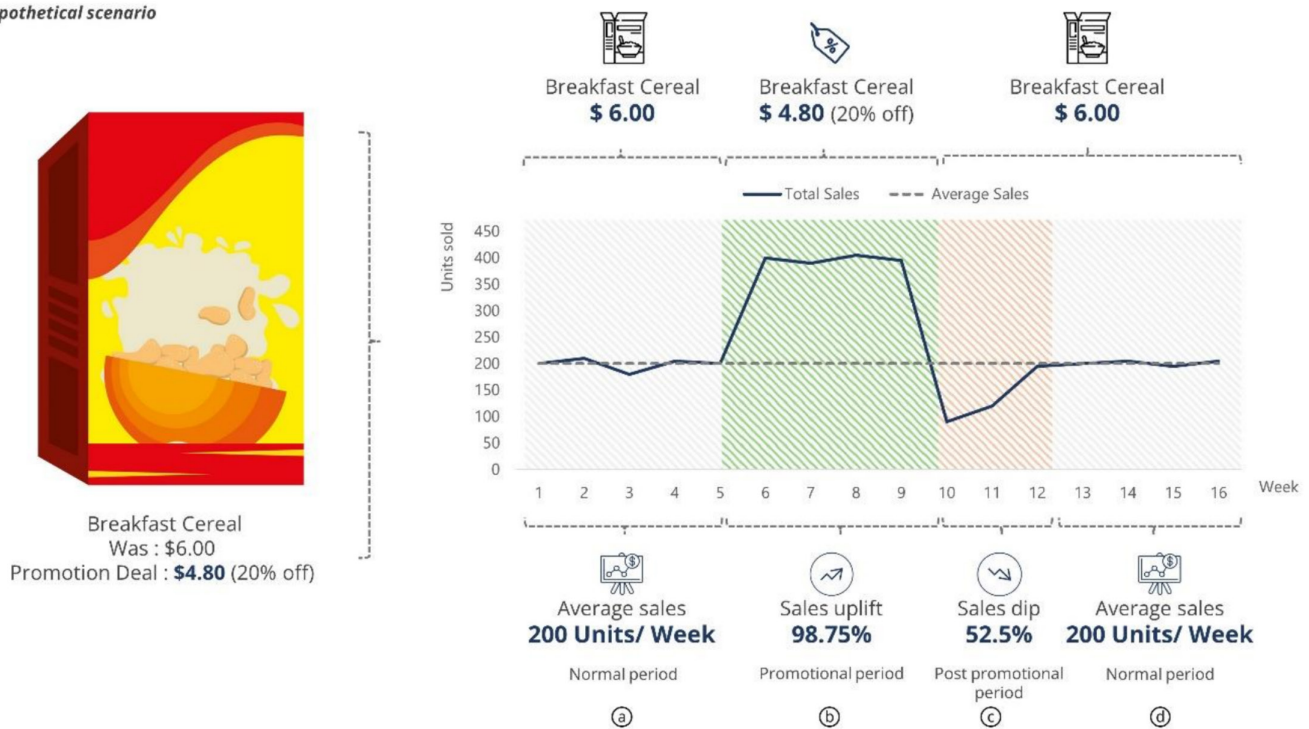 pothetical scenario
Breakfast Cereal
$ 6.00
Breakfast Cereal
$ 4.80 (20% off)
Breakfast Cereal
$ 6.00
Total Sales
Average Sales
Units sold
450
400
350
300
250
200
150
100
50
0
1 2 3 4 5 6 7 8 9 10 11 12 13 14 15 16
Week
Breakfast Cereal
Was : $6.00
Promotion Deal : $4.80 (20% off)
Average sales
200 Units/ Week
Normal period
a
Sales uplift
98.75%
Promotional period
b
Sales dip
52.5%
Post promotional
period
c
Average sales
200 Units/ Week
Normal period
d